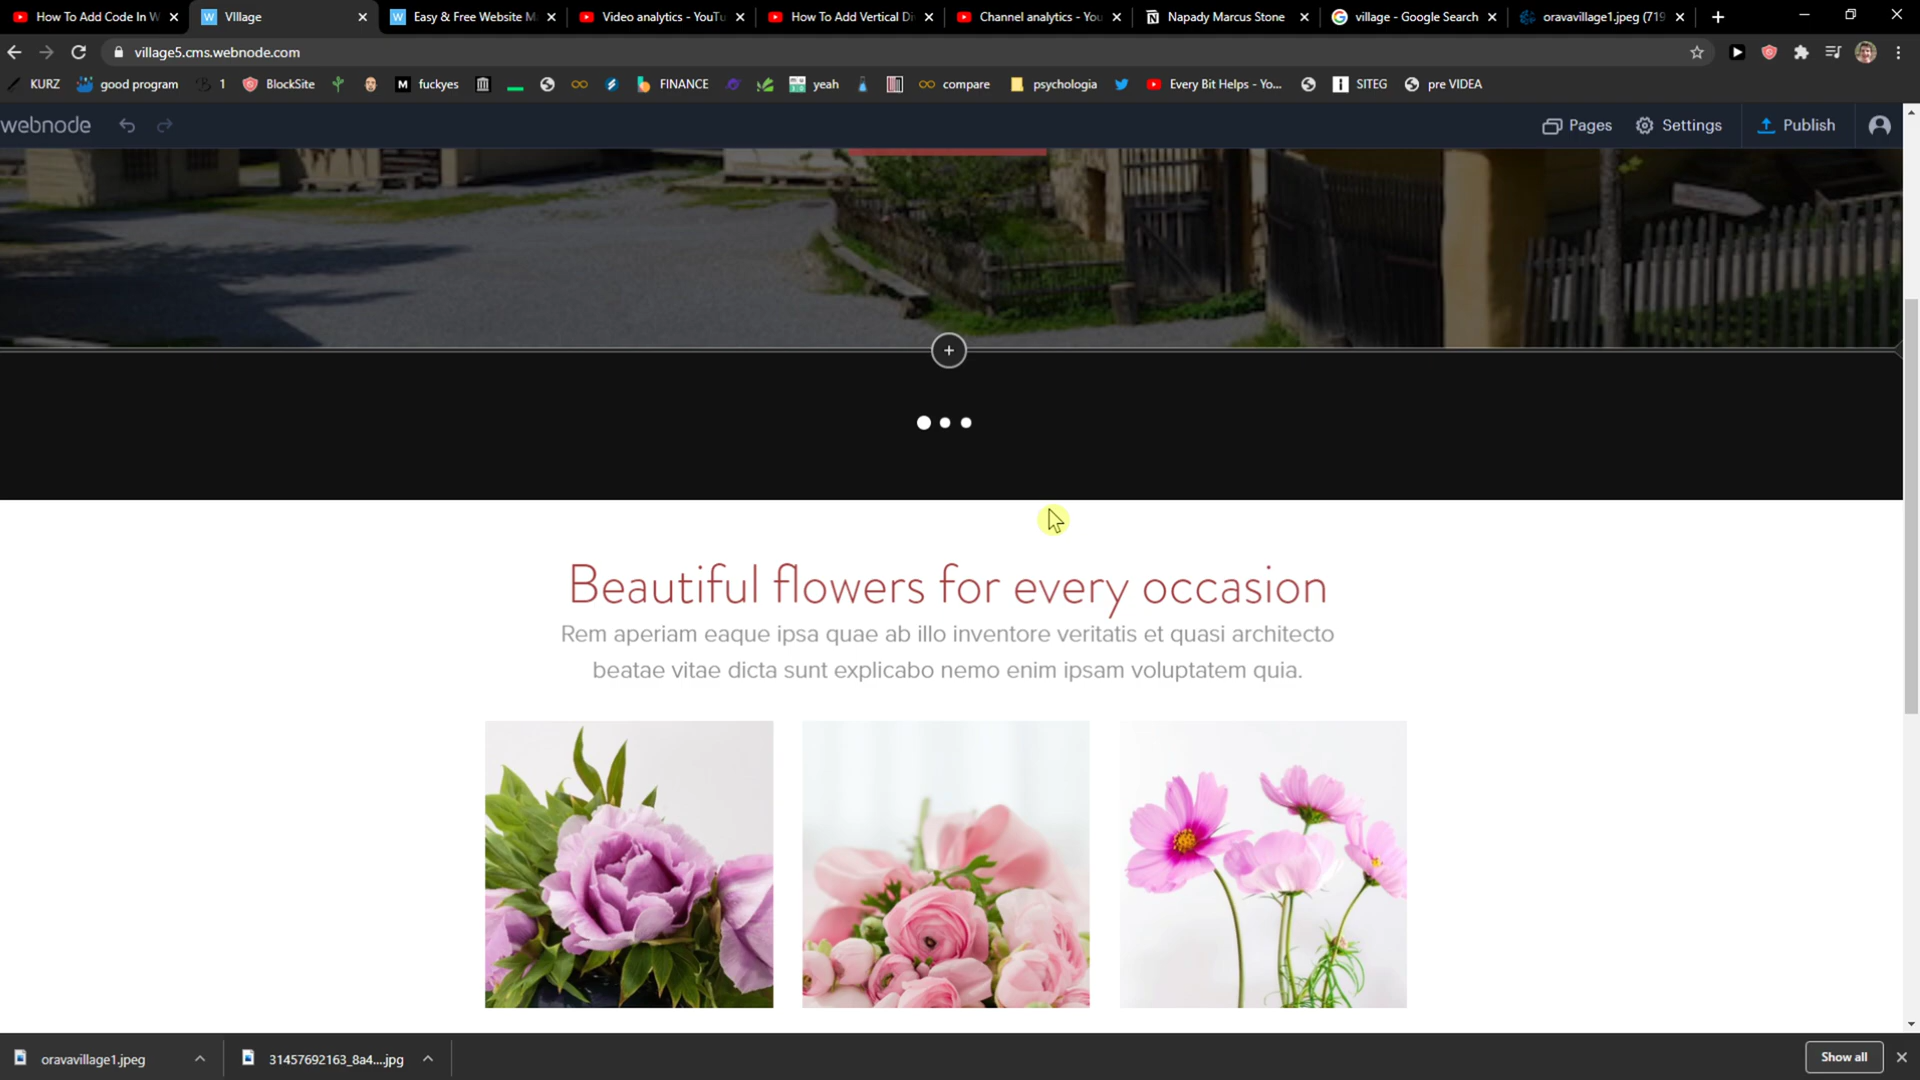 How To Add Code In W
VIllage
Easy & Free Website M
Video analytics - YouTu
How To Add Vertical Di
Channel analytics - You
Napady Marcus Stone
village - Google Search
oravavillage1.jpeg (719
village5.cms.webnode.com
KURZ
good program
1
BlockSite
fuckyes
FINANCE
yeah
compare
psychologia
Every Bit Helps - Yo...
SITEG
pre VIDEA
webnode
Pages
Settings
Publish
Beautiful flowers for every occasion
Rem aperiam eaque ipsa quae ab illo inventore veritatis et quasi architecto
beatae vitae dicta sunt explicabo nemo enim ipsam voluptatem quia.
oravavillage1.jpeg
31457692163_8a4....jpg
Show all